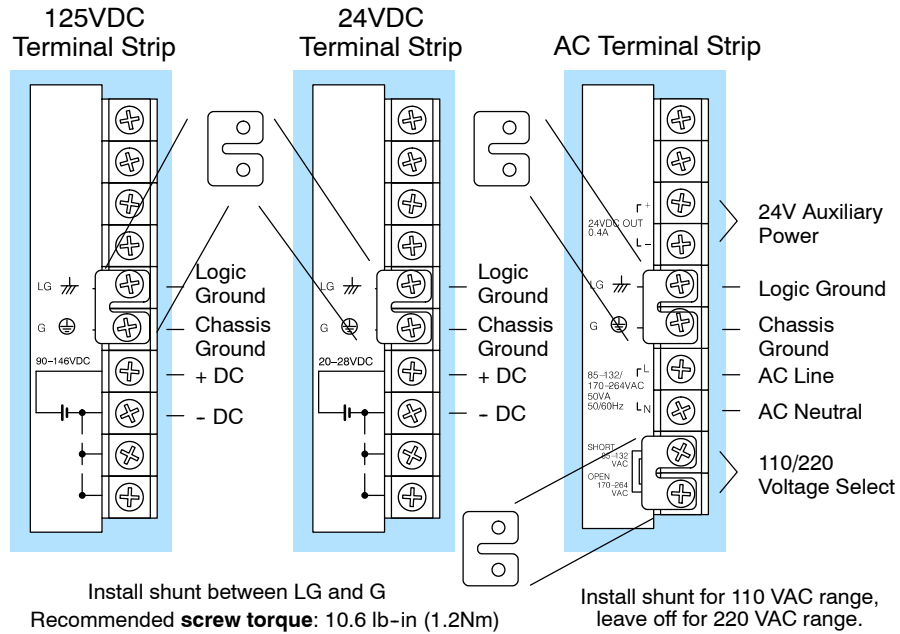 125VDC
Terminal Strip
24VDC
Terminal Strip
AC Terminal Strip
LG
G
90–146VDC
Logic
Ground
Chassis
Ground
+ DC
– DC
LG
G
20–28VDC
Logic
Ground
Chassis
Ground
+ DC
– DC
+
24VDC OUT
0.4A
–
LG
G
L
85–132/
170–264VAC
50VA
50/60Hz
N
SHORT
85–132
VAC
OPEN
170–264
VAC
24V Auxiliary
Power
Logic Ground
Chassis
Ground
AC Line
AC Neutral
110/220
Voltage Select
Install shunt between LG and G
Recommended screw torque: 10.6 lb-in (1.2Nm)
Install shunt for 110 VAC range,
leave off for 220 VAC range.